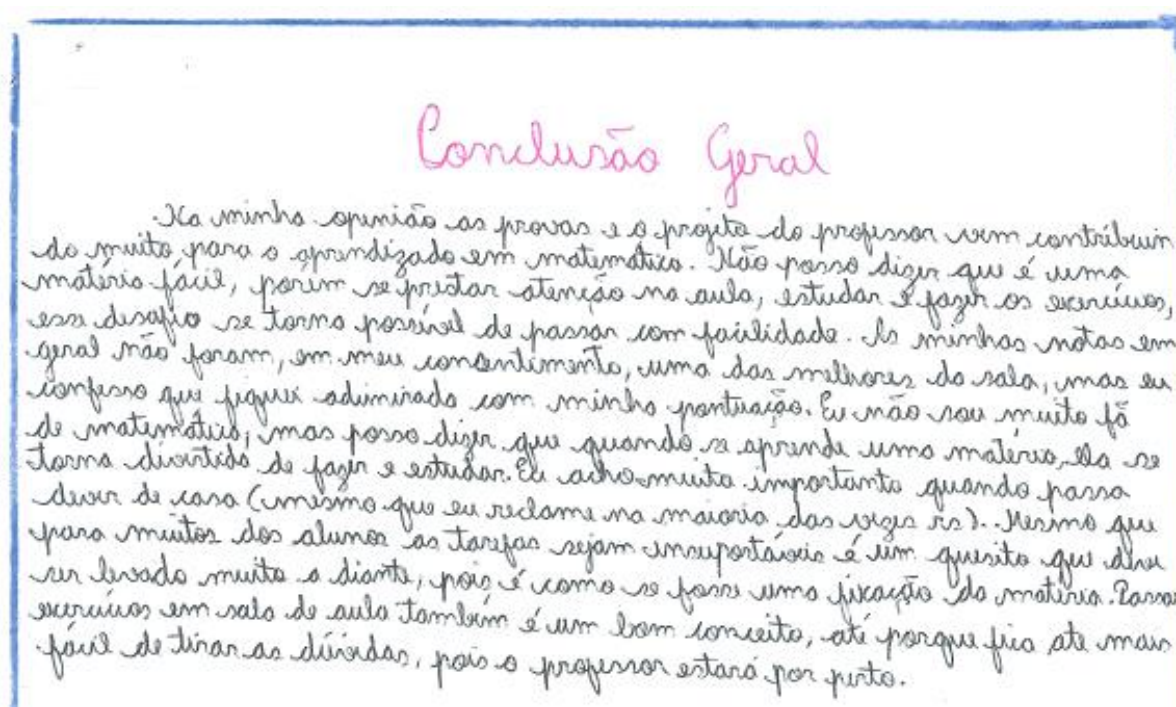 Conclusão Geral
Na minha opinião as provas e o projeto do professor vem contribuin
do muito, para o aprendizado em matemática. Não posso dizer que é uma
matéria fácil, porém se prestar atenção na aula, estudar e fazer os exercícios,
esse desafio se torna possível de passar com facilidade. As minhas notas em
geral não foram, em meu consentimento, uma das melhores da sala, mas eu
confesso que fiquei adimirada com minha pontuação. Eu não sou muito fã
de matemática, mas posso dizer que quando se aprende uma matéria, ela se
torna divertida de fazer e estudar. Eu acho muito importante quando passa
dever de casa (mesmo que eu reclame na maioria das vezes rs). Mesmo que
para muitos dos alunos as tarefas sejam insuportáveis é um quesito que deve
ser levado muito a diante, pois é como se fosse uma fixação da matéria. Passar
exercícios em sala de aula também é um bom conceito, até porque fica ate mais
fácil de tirar as dúvidas, pois o professor estará por perto.